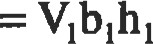 = V₁b₁h₁